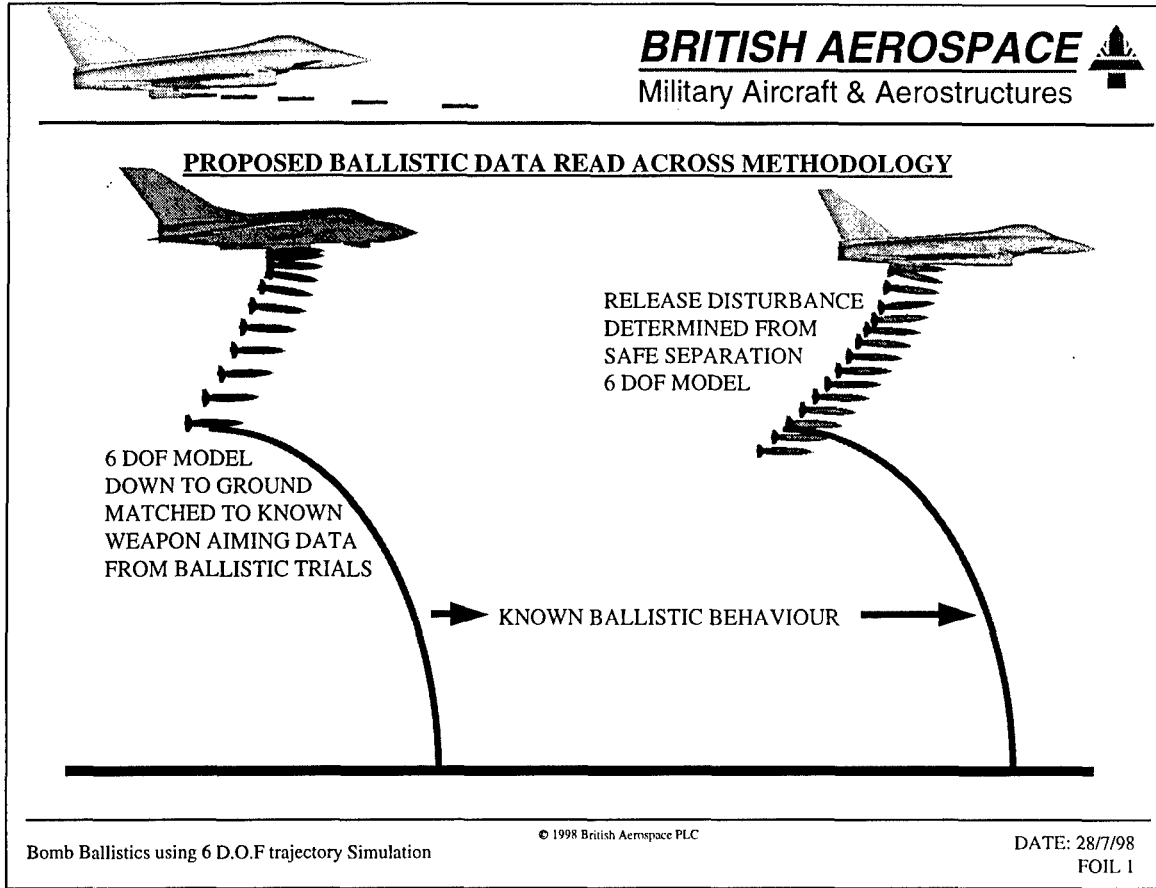 BRITISH AEROSPACE
Military Aircraft & Aerostructures
PROPOSED BALLISTIC DATA READ ACROSS METHODOLOGY
RELEASE DISTURBANCE
DETERMINED FROM
SAFE SEPARATION
6 DOF MODEL
6 DOF MODEL
DOWN TO GROUND
MATCHED TO KNOWN
WEAPON AIMING DATA
FROM BALLISTIC TRIALS
KNOWN BALLISTIC BEHAVIOUR
© 1998 British Aerospace PLC
Bomb Ballistics using 6 D.O.F trajectory Simulation
DATE: 28/7/98
FOIL 1